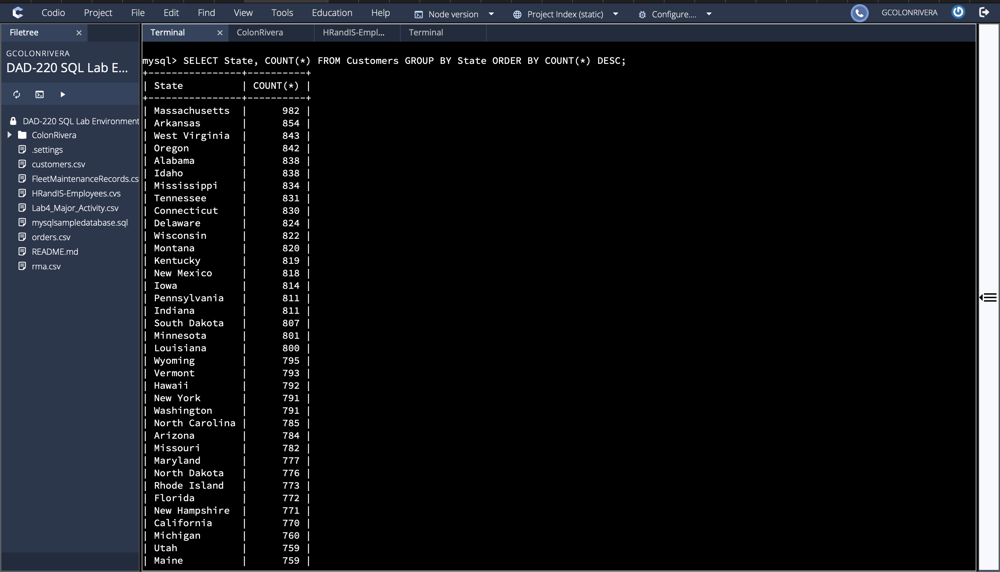 Codio Project File Edit Find View Tools Education Help Node version Project Index (static) Configure.... GCOLONRIVERA
Filetree
Terminal ColonRivera HRandIS-Empl... Terminal
GCOLONRIVERA
DAD-220 SQL Lab E...
DAD-220 SQL Lab Environment
ColonRivera
.settings
customers.csv
FleetMaintenanceRecords.cs
HRandIS-Employees.cvs
Lab4_Major_Activity.csv
mysqlsampledatabase.sql
orders.csv
README.md
rma.csv
mysql> SELECT State, COUNT(*) FROM Customers GROUP BY State ORDER BY COUNT(*) DESC;
+----------------+----------+
| State          | COUNT(*) |
+----------------+----------+
| Massachusetts  |      982 |
| Arkansas       |      854 |
| West Virginia  |      843 |
| Oregon         |      842 |
| Alabama        |      838 |
| Idaho          |      838 |
| Mississippi    |      834 |
| Tennessee      |      831 |
| Connecticut    |      830 |
| Delaware       |      824 |
| Wisconsin      |      822 |
| Montana        |      820 |
| Kentucky       |      819 |
| New Mexico     |      818 |
| Iowa           |      814 |
| Pennsylvania   |      811 |
| Indiana        |      811 |
| South Dakota   |      807 |
| Minnesota      |      801 |
| Louisiana      |      800 |
| Wyoming        |      795 |
| Vermont        |      793 |
| Hawaii         |      792 |
| New York       |      791 |
| Washington     |      791 |
| North Carolina |      785 |
| Arizona        |      784 |
| Missouri       |      782 |
| Maryland       |      777 |
| North Dakota   |      776 |
| Rhode Island   |      773 |
| Florida        |      772 |
| New Hampshire  |      771 |
| California     |      770 |
| Michigan       |      760 |
| Utah           |      759 |
| Maine          |      759 |